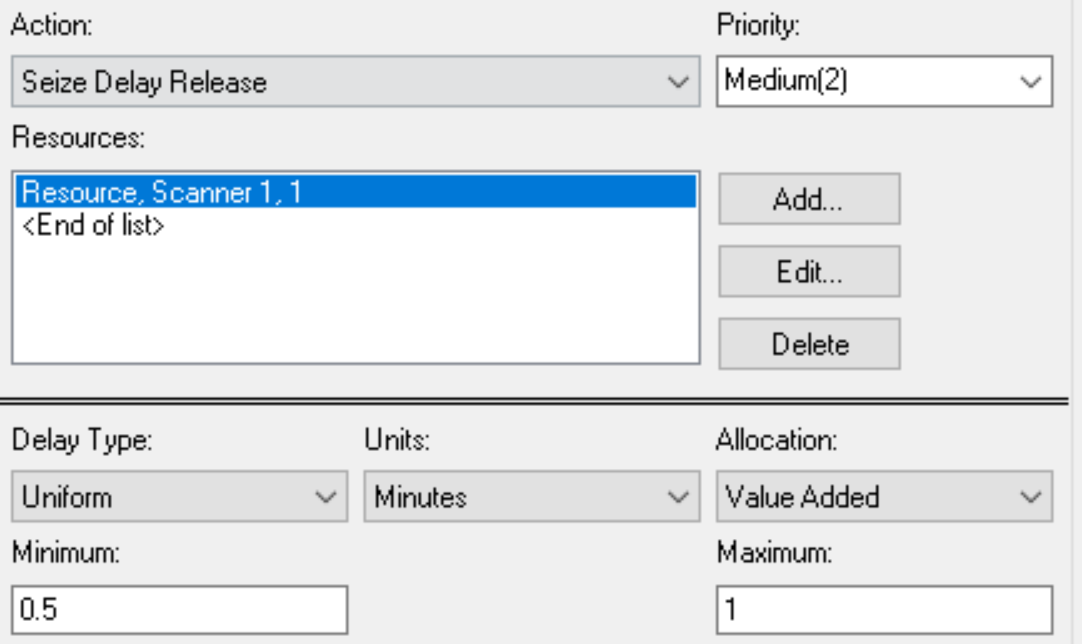 Action:
Priority:
Seize Delay Release
Medium(2)
Resources:
Resource, Scanner 1, 1
<End of list>
Add...
Edit...
Delete
Delay Type:
Units:
Allocation:
Uniform
Minutes
Value Added
Minimum:
Maximum:
0.5
1